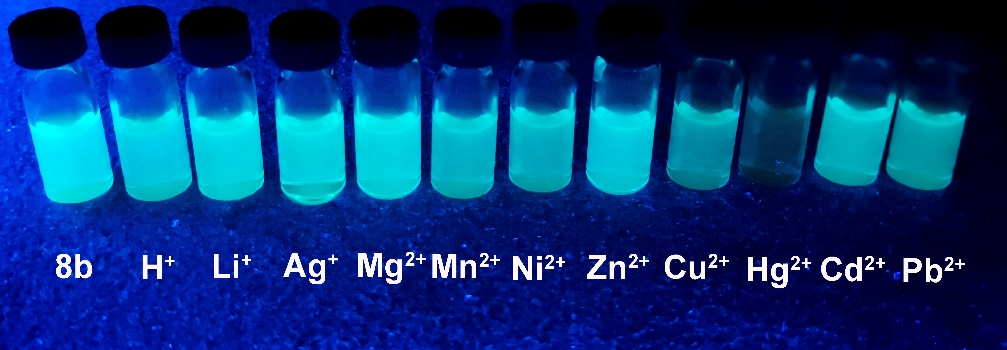 8b H⁺ Li⁺ Ag⁺ Mg²⁺ Mn²⁺ Ni²⁺ Zn²⁺ Cu²⁺ Hg²⁺ Cd²⁺ Pb²⁺